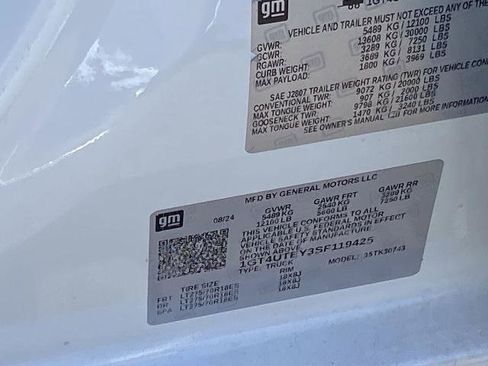 gm
VEHICLE AND TRAILER MUST NOT EXCEED ANY OF THE
GVWR: 5489 KG / 12100 LBS
GCWR: 13608 KG / 30000 LBS
RGAWR: 3289 KG / 7250 LBS
CURB WEIGHT: 3689 KG / 8131 LBS
MAX PAYLOAD: 1800 KG / 3969 LBS
SAE J2807 TRAILER WEIGHT RATING (TWR) FOR VEHICLE
CONVENTIONAL TWR: 9072 KG / 20000 LBS
MAX TONGUE WEIGHT: 907 KG / 2000 LBS
GOOSENECK TWR: 9798 KG / 21600 LBS
MAX TONGUE WEIGHT: 1470 KG / 3240 LBS
SEE OWNER'S MANUAL FOR MORE INFORMATION
gm
MFD BY GENERAL MOTORS LLC
08/24 GVWR GAWR FRT GAWR RR
5489 KG 2540 KG 3289 KG
12100 LB 5600 LB 7250 LB
THIS VEHICLE CONFORMS TO ALL
APPLICABLE U.S. FEDERAL MOTOR
VEHICLE SAFETY STANDARDS IN EFFECT
ON THE DATE OF MANUFACTURE
SHOWN ABOVE.
1GT4UTEY3SF119425
TYPE: TRUCK MODEL: 35TK30743
TIRE SIZE RIM
FRT LT275/70R18E 18X8J
RR LT275/70R18E 18X8J
SPA LT275/70R18E 18X8J